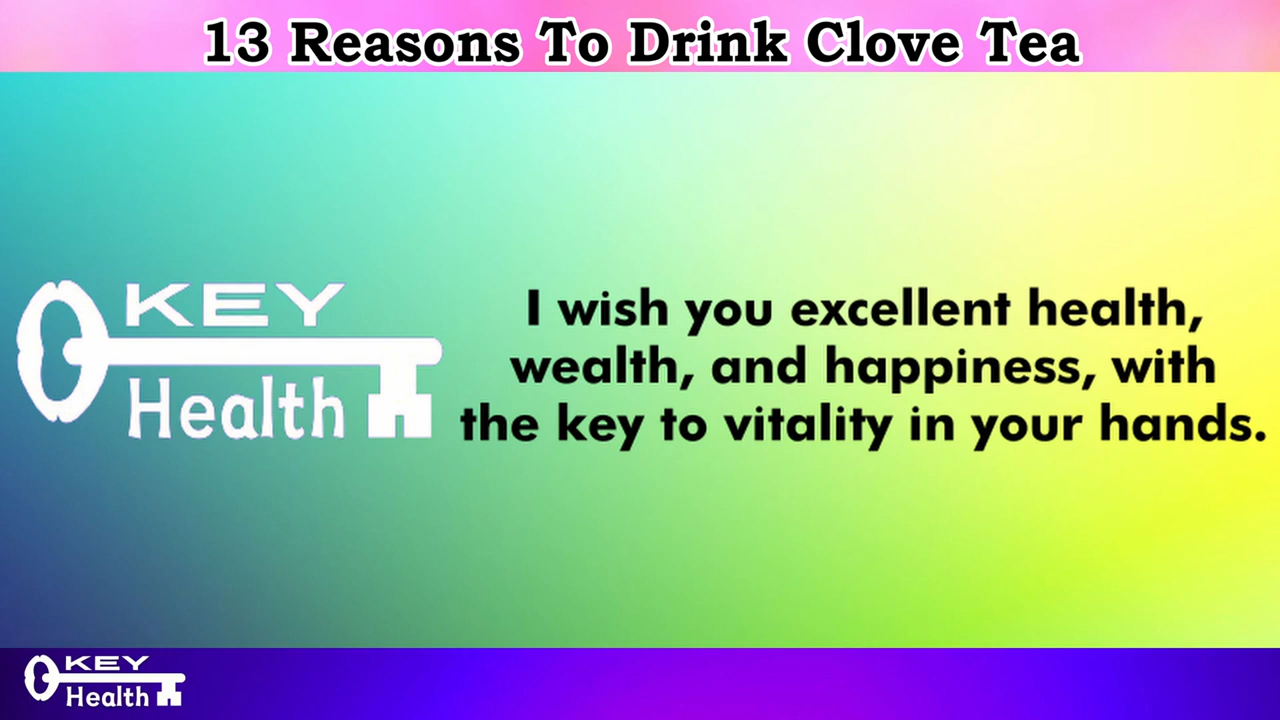 13 Reasons To Drink Clove Tea
KEY
Health
I wish you excellent health,
wealth, and happiness, with
the key to vitality in your hands.
KEY
Health